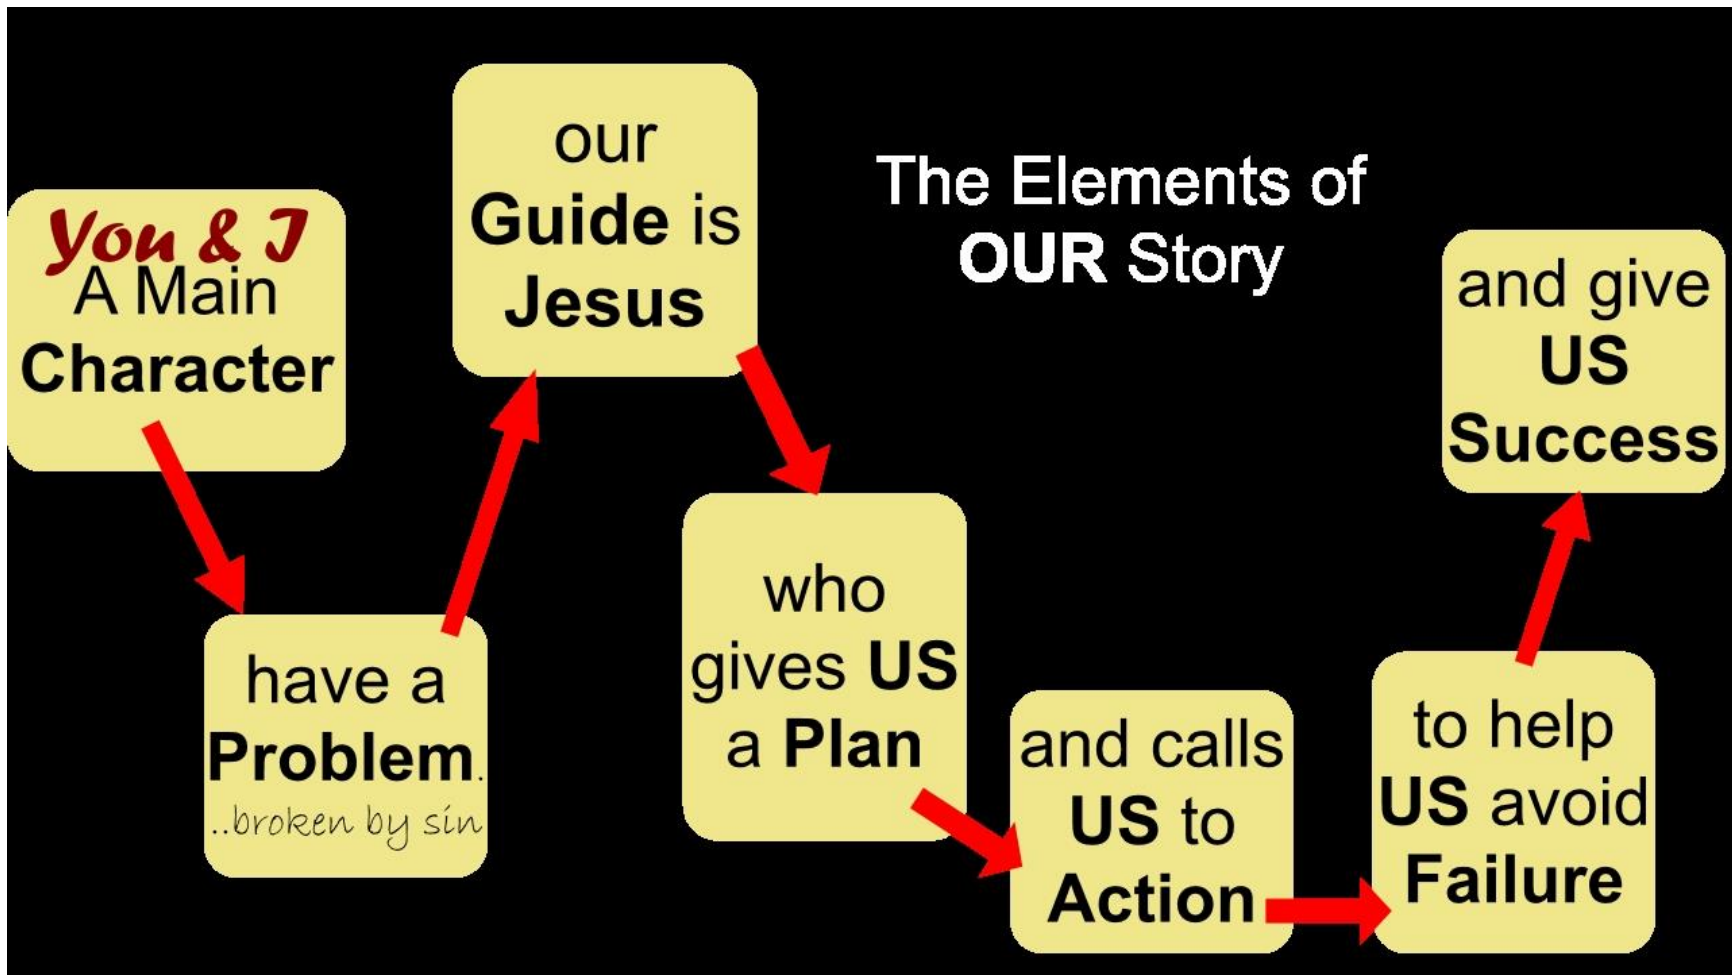 The Elements of
OUR Story
You & I
A Main
Character
have a
Problem.
..broken by sin
our
Guide is
Jesus
who
gives US
a Plan
and calls
US to
Action
to help
US avoid
Failure
and give
US
Success